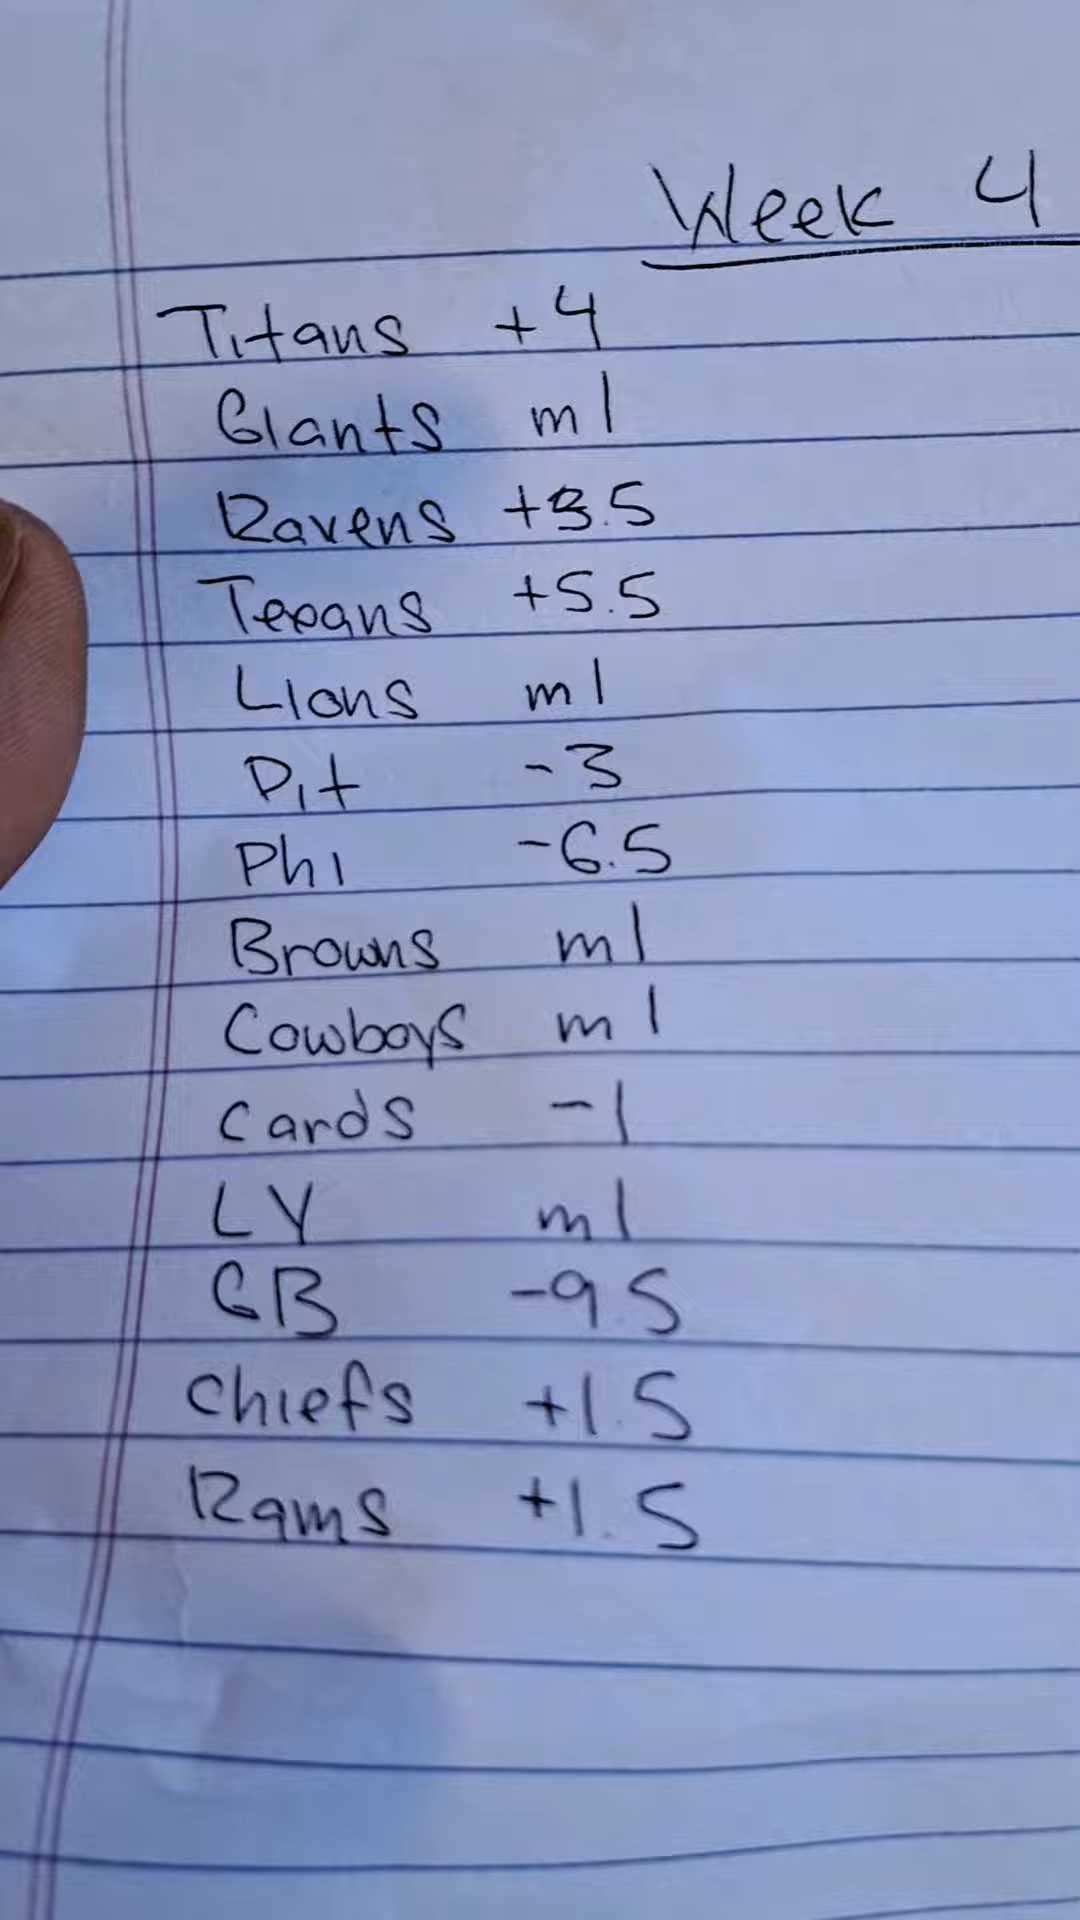 Week 4
Titans +4
Giants ml
Ravens +3.5
Texans +5.5
Lions ml
Pit -3
Phi -6.5
Browns ml
Cowboys ml
Cards -1
LV ml
GB -9.5
Chiefs +1.5
Rams +1.5